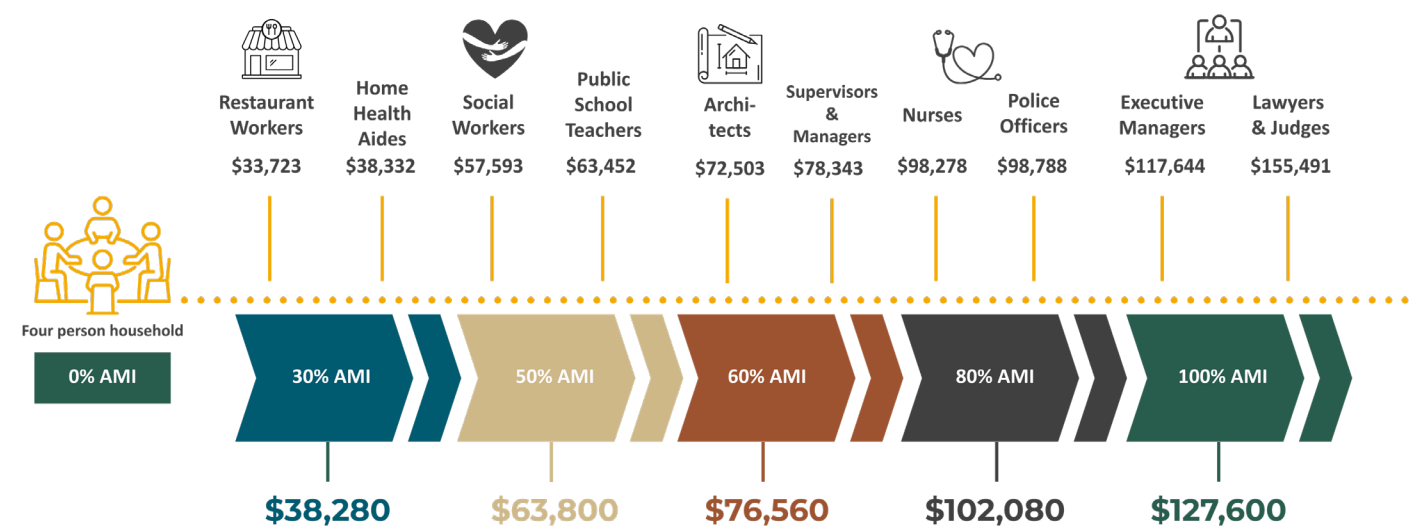 Restaurant
Workers
$33,723
Home
Health
Aides
$38,332
Social
Workers
$57,593
Public
School
Teachers
$63,452
Archi-
tects
$72,503
Supervisors
&
Managers
$78,343
Nurses
$98,278
Police
Officers
$98,788
Executive
Managers
$117,644
Lawyers
& Judges
$155,491
Four person household
0% AMI
30% AMI
50% AMI
60% AMI
80% AMI
100% AMI
$38,280
$63,800
$76,560
$102,080
$127,600